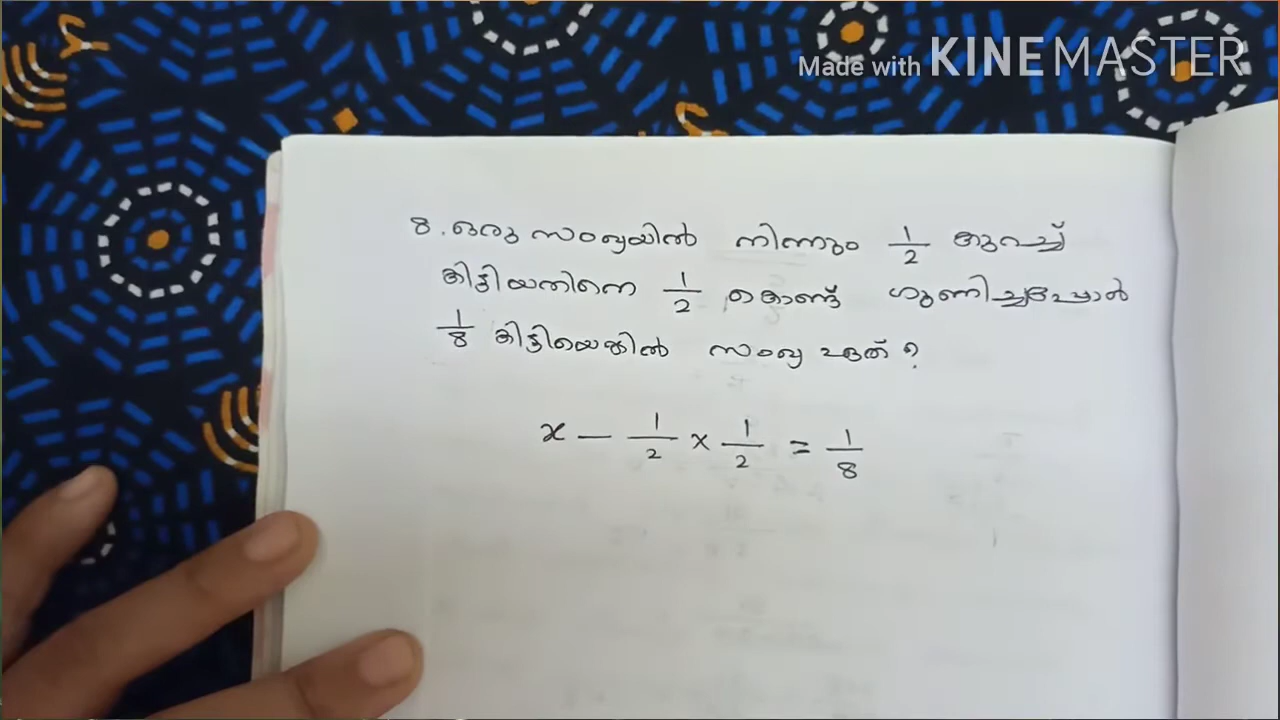 Made with KINEMASTER
8. ഒരു സംഖ്യയിൽ നിന്നും 1/2 കുറച്ച്
കിട്ടിയതിനെ 1/2 കൊണ്ട് ഗുണിച്ചപ്പോൾ
1/8 കിട്ടിയെങ്കിൽ സംഖ്യ ഏത് ?
x - 1/2 × 1/2 = 1/8